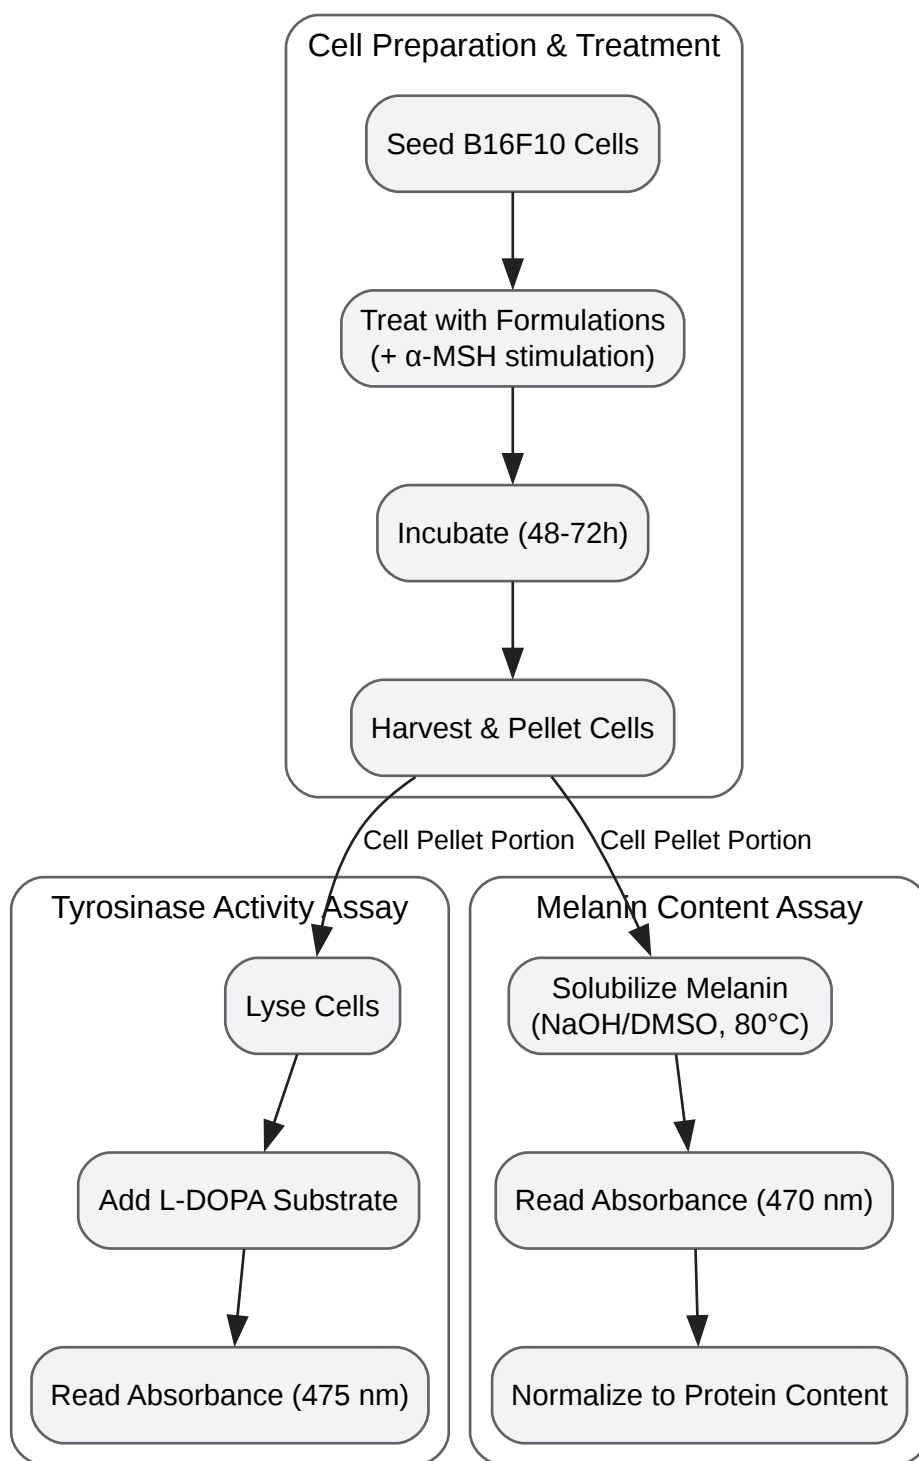 Cell Preparation & Treatment
Seed B16F10 Cells
Treat with Formulations
(+ α-MSH stimulation)
Incubate (48-72h)
Harvest & Pellet Cells
Cell Pellet Portion
Cell Pellet Portion
Tyrosinase Activity Assay
Lyse Cells
Add L-DOPA Substrate
Read Absorbance (475 nm)
Melanin Content Assay
Solubilize Melanin
(NaOH/DMSO, 80°C)
Read Absorbance (470 nm)
Normalize to Protein Content